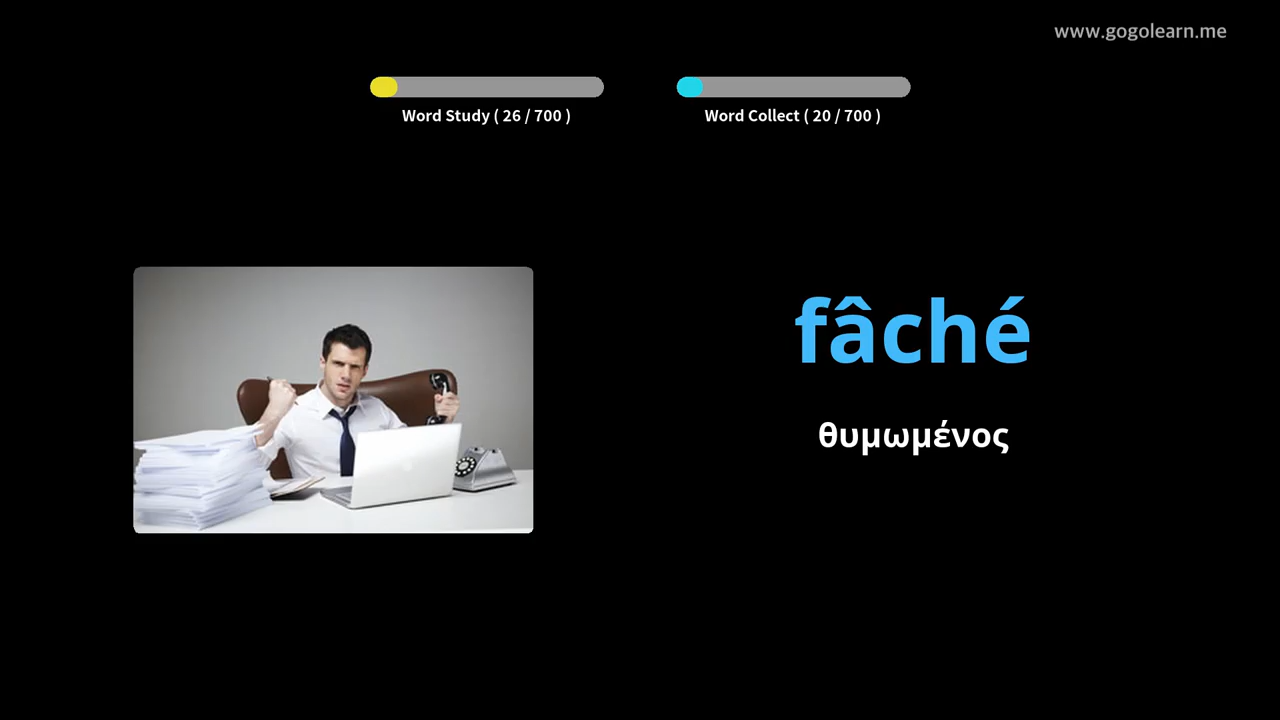 www.gogolearn.me
Word Study ( 26 / 700 )
Word Collect ( 20 / 700 )
fâché
θυμωμένος